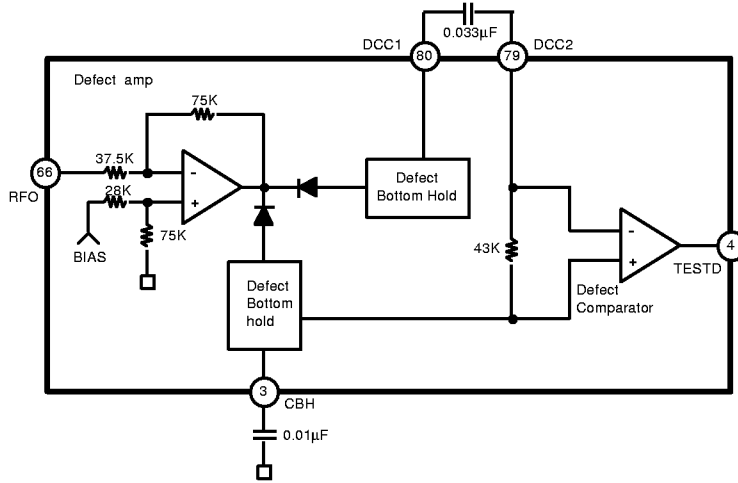 0.033µF
DCC1
80
79
DCC2
Defect amp
75K
66
37.5K
-
Defect
Bottom Hold
RFO
28K
+
BIAS
75K
43K
-
+
4
TESTD
Defect
Bottom
hold
Defect
Comparator
3
CBH
0.01µF